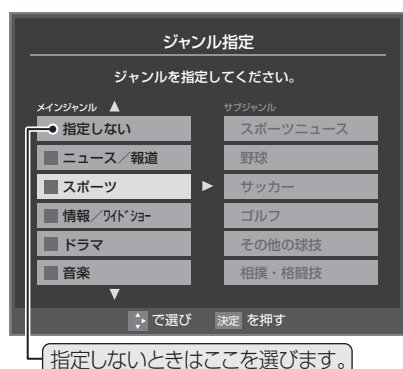 ジャンル指定
ジャンルを指定してください。
メインジャンル ▲
指定しない
ニュース／報道
スポーツ
情報／ワイドショー
ドラマ
音楽
▼
サブジャンル
スポーツニュース
野球
▶ サッカー
ゴルフ
その他の球技
相撲・格闘技
で選び 決定 を押す
指定しないときはここを選びます。